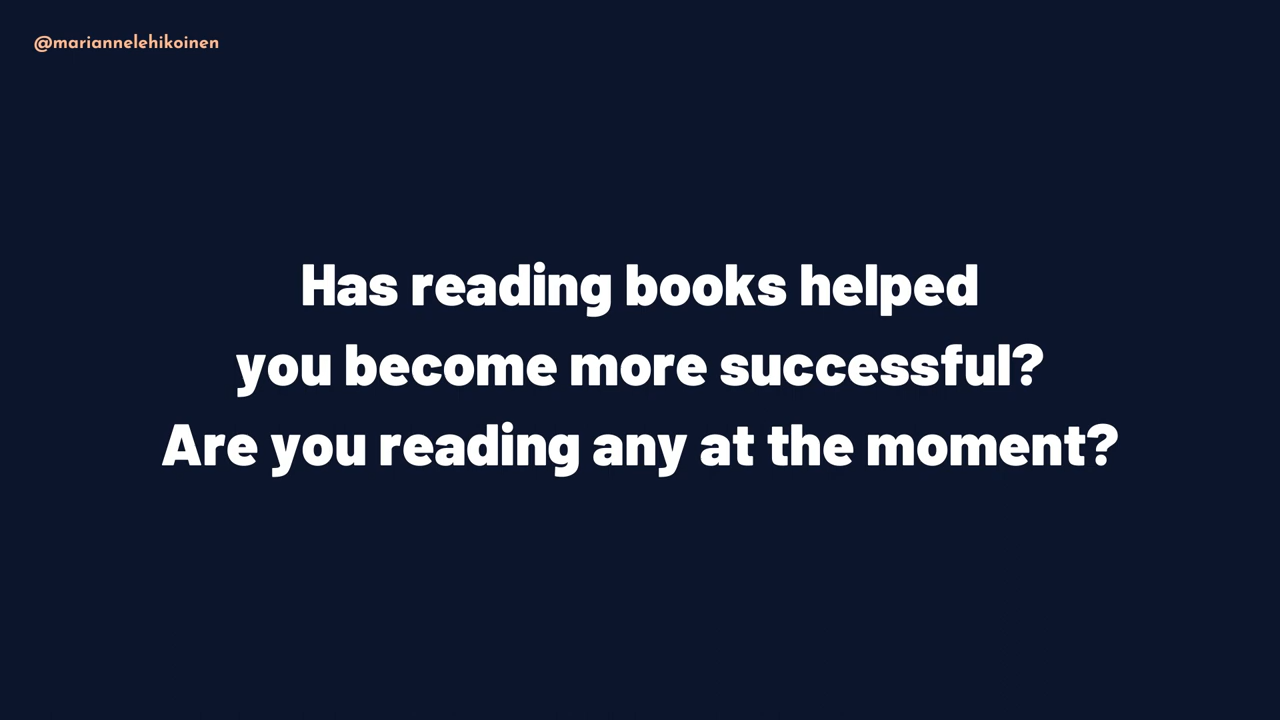 @mariannelehikoinen
Has reading books helped
you become more successful?
Are you reading any at the moment?